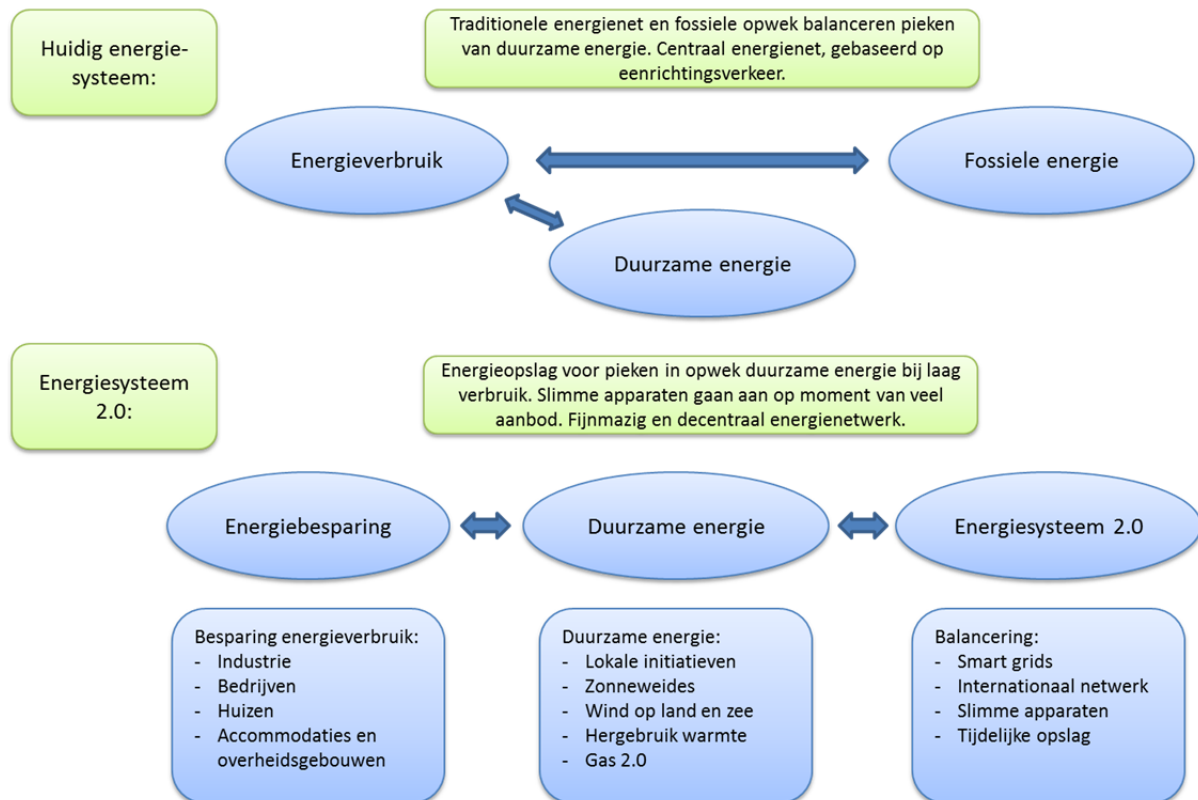 Huidig energie-
systeem:
Traditionele energienet en fossiele opwek balanceren pieken
van duurzame energie. Centraal energienet, gebaseerd op
eenrichtingsverkeer.
Energieverbruik
Fossiele energie
Duurzame energie
Energiesysteem
2.0:
Energieopslag voor pieken in opwek duurzame energie bij laag
verbruik. Slimme apparaten gaan aan op moment van veel
aanbod. Fijnmazig en decentraal energienetwerk.
Energiebesparing
Duurzame energie
Energiesysteem 2.0
Besparing energieverbruik:
- Industrie
- Bedrijven
- Huizen
- Accommodaties en
overheidsgebouwen
Duurzame energie:
- Lokale initiatieven
- Zonneweides
- Wind op land en zee
- Hergebruik warmte
- Gas 2.0
Balancering:
- Smart grids
- Internationaal netwerk
- Slimme apparaten
- Tijdelijke opslag